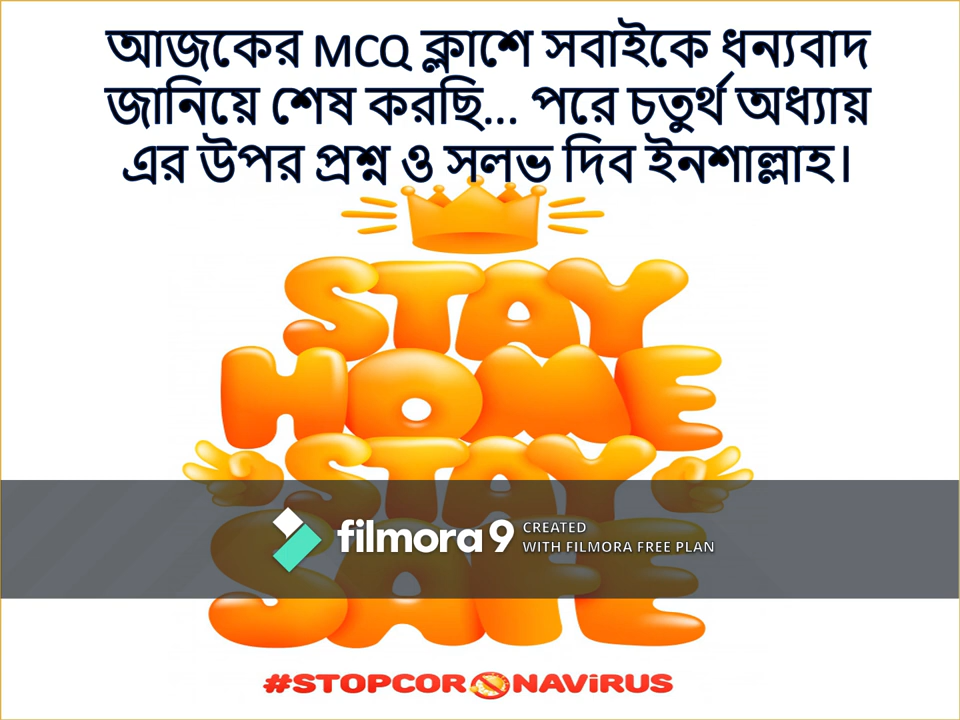 আজকের MCQ ক্লাশে সবাইকে ধন্যবাদ
জানিয়ে শেষ করছি... পরে চতুর্থ অধ্যায়
এর উপর প্রশ্ন ও সলভ দিব ইনশাল্লাহ।
STAY
HOME
STAY
SAFE
filmora 9 CREATED
WITH FILMORA FREE PLAN
#STOPCORONAViRUS